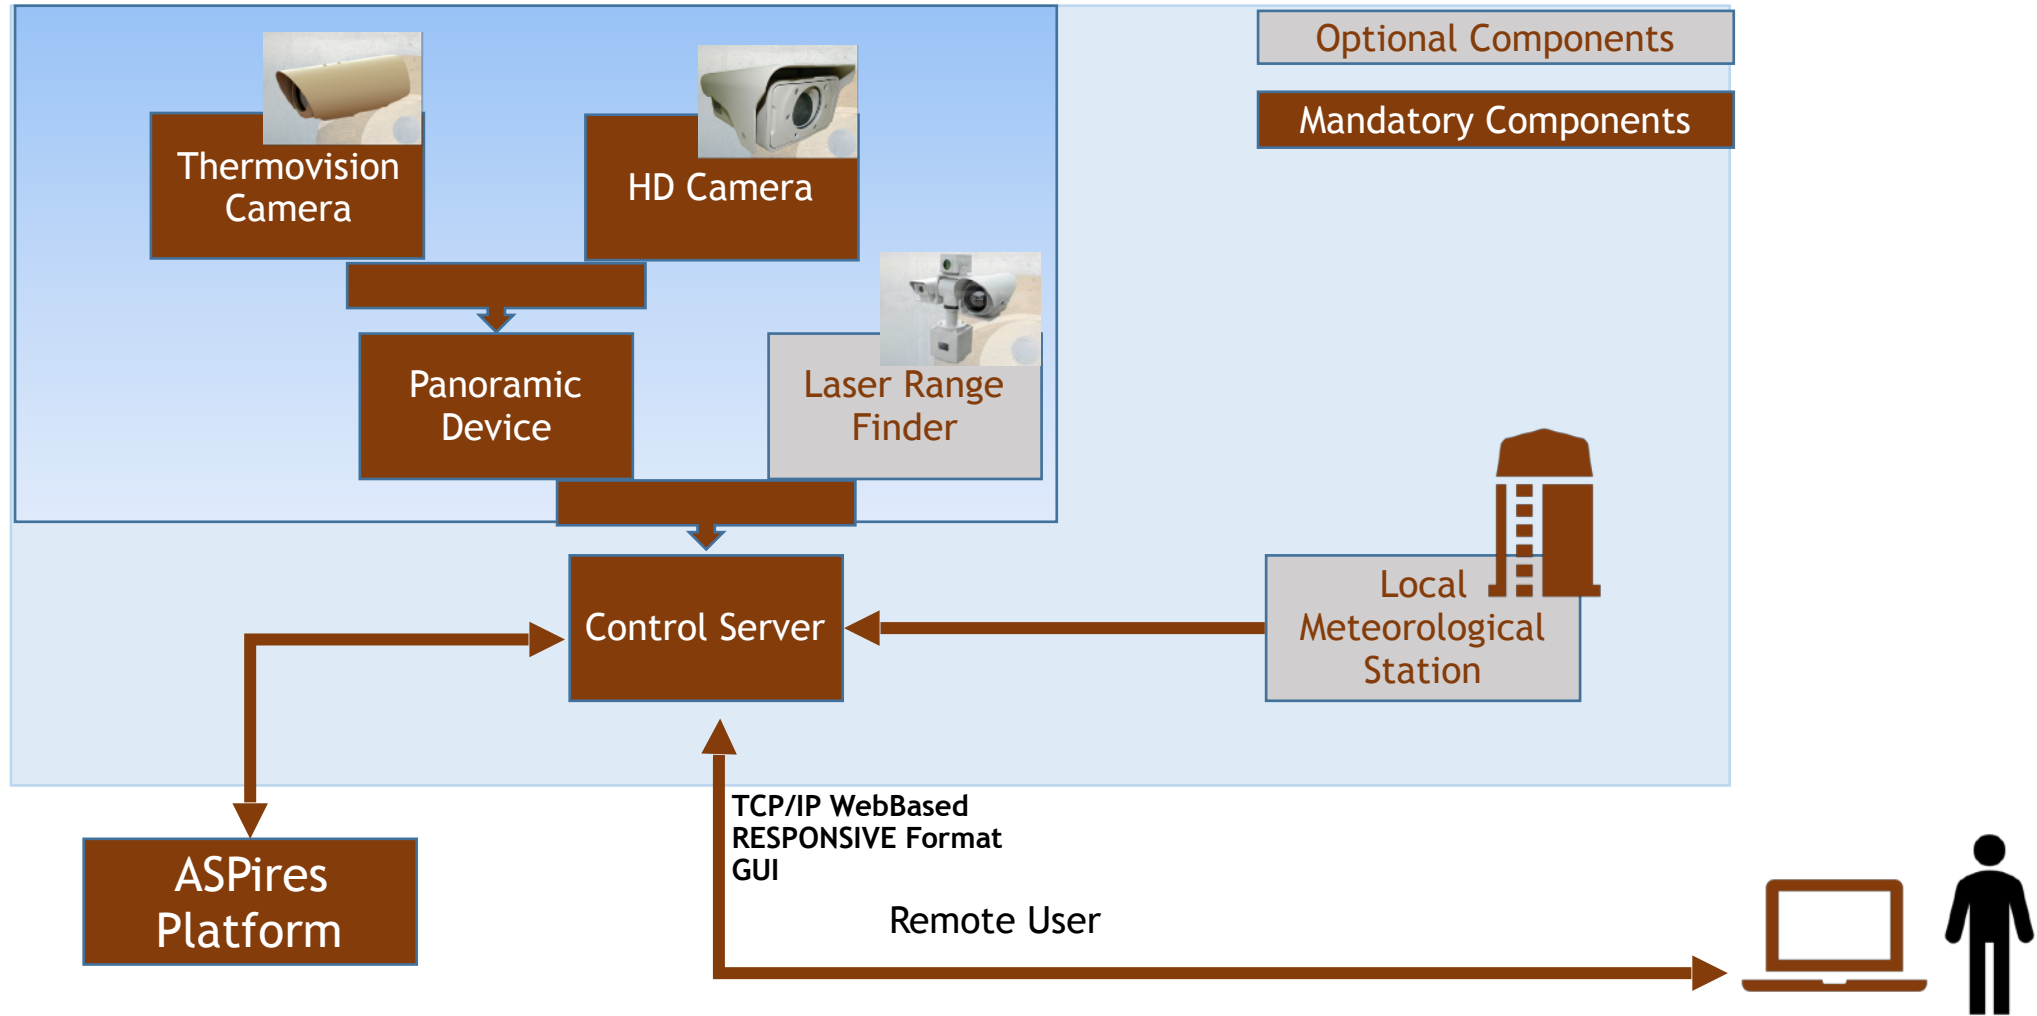 Optional Components
Mandatory Components
Thermovision
Camera
HD Camera
Panoramic
Device
Laser Range
Finder
Control Server
Local
Meteorological
Station
TCP/IP WebBased
RESPONSIVE Format
GUI
ASPires
Platform
Remote User